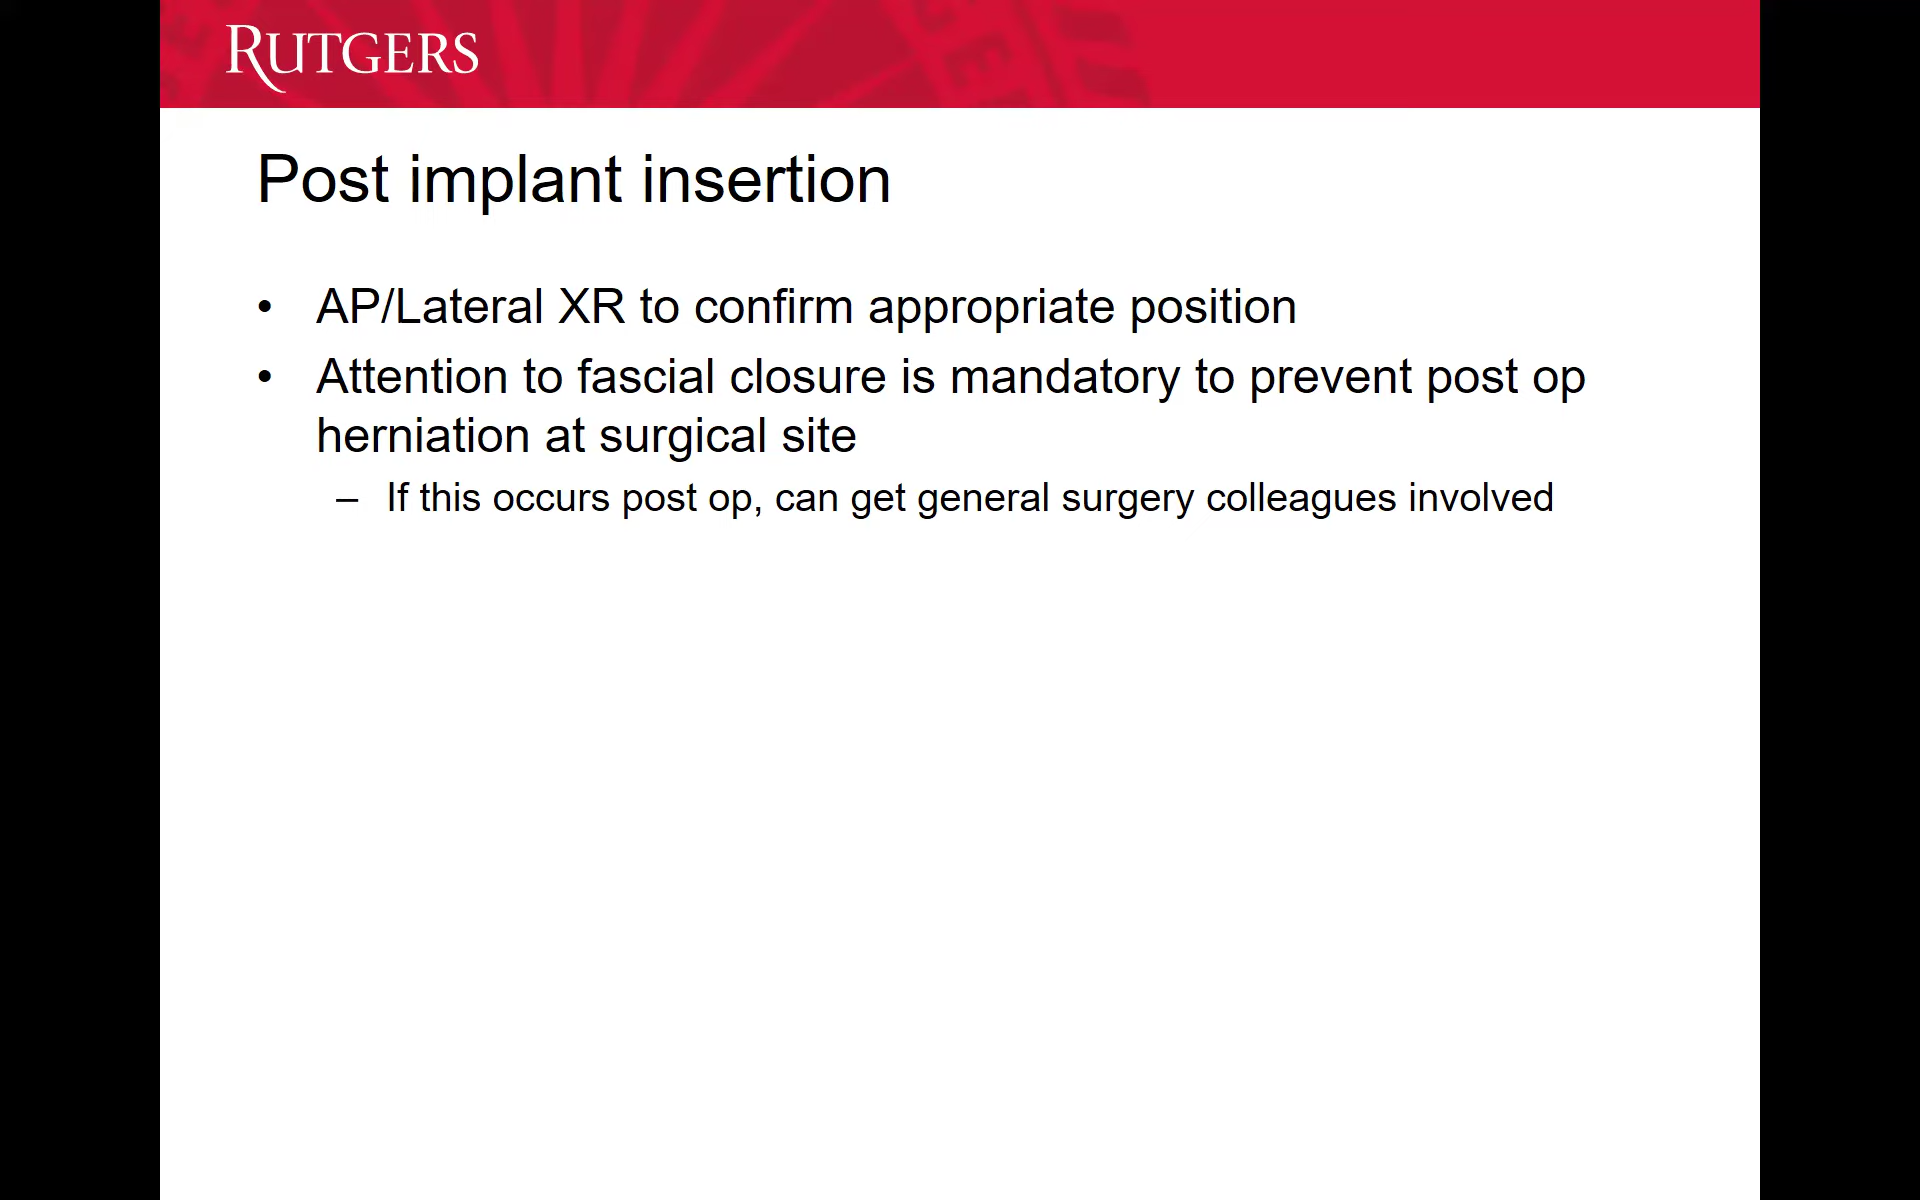 RUTGERS
Post implant insertion
• AP/Lateral XR to confirm appropriate position
• Attention to fascial closure is mandatory to prevent post op
herniation at surgical site
– If this occurs post op, can get general surgery colleagues involved